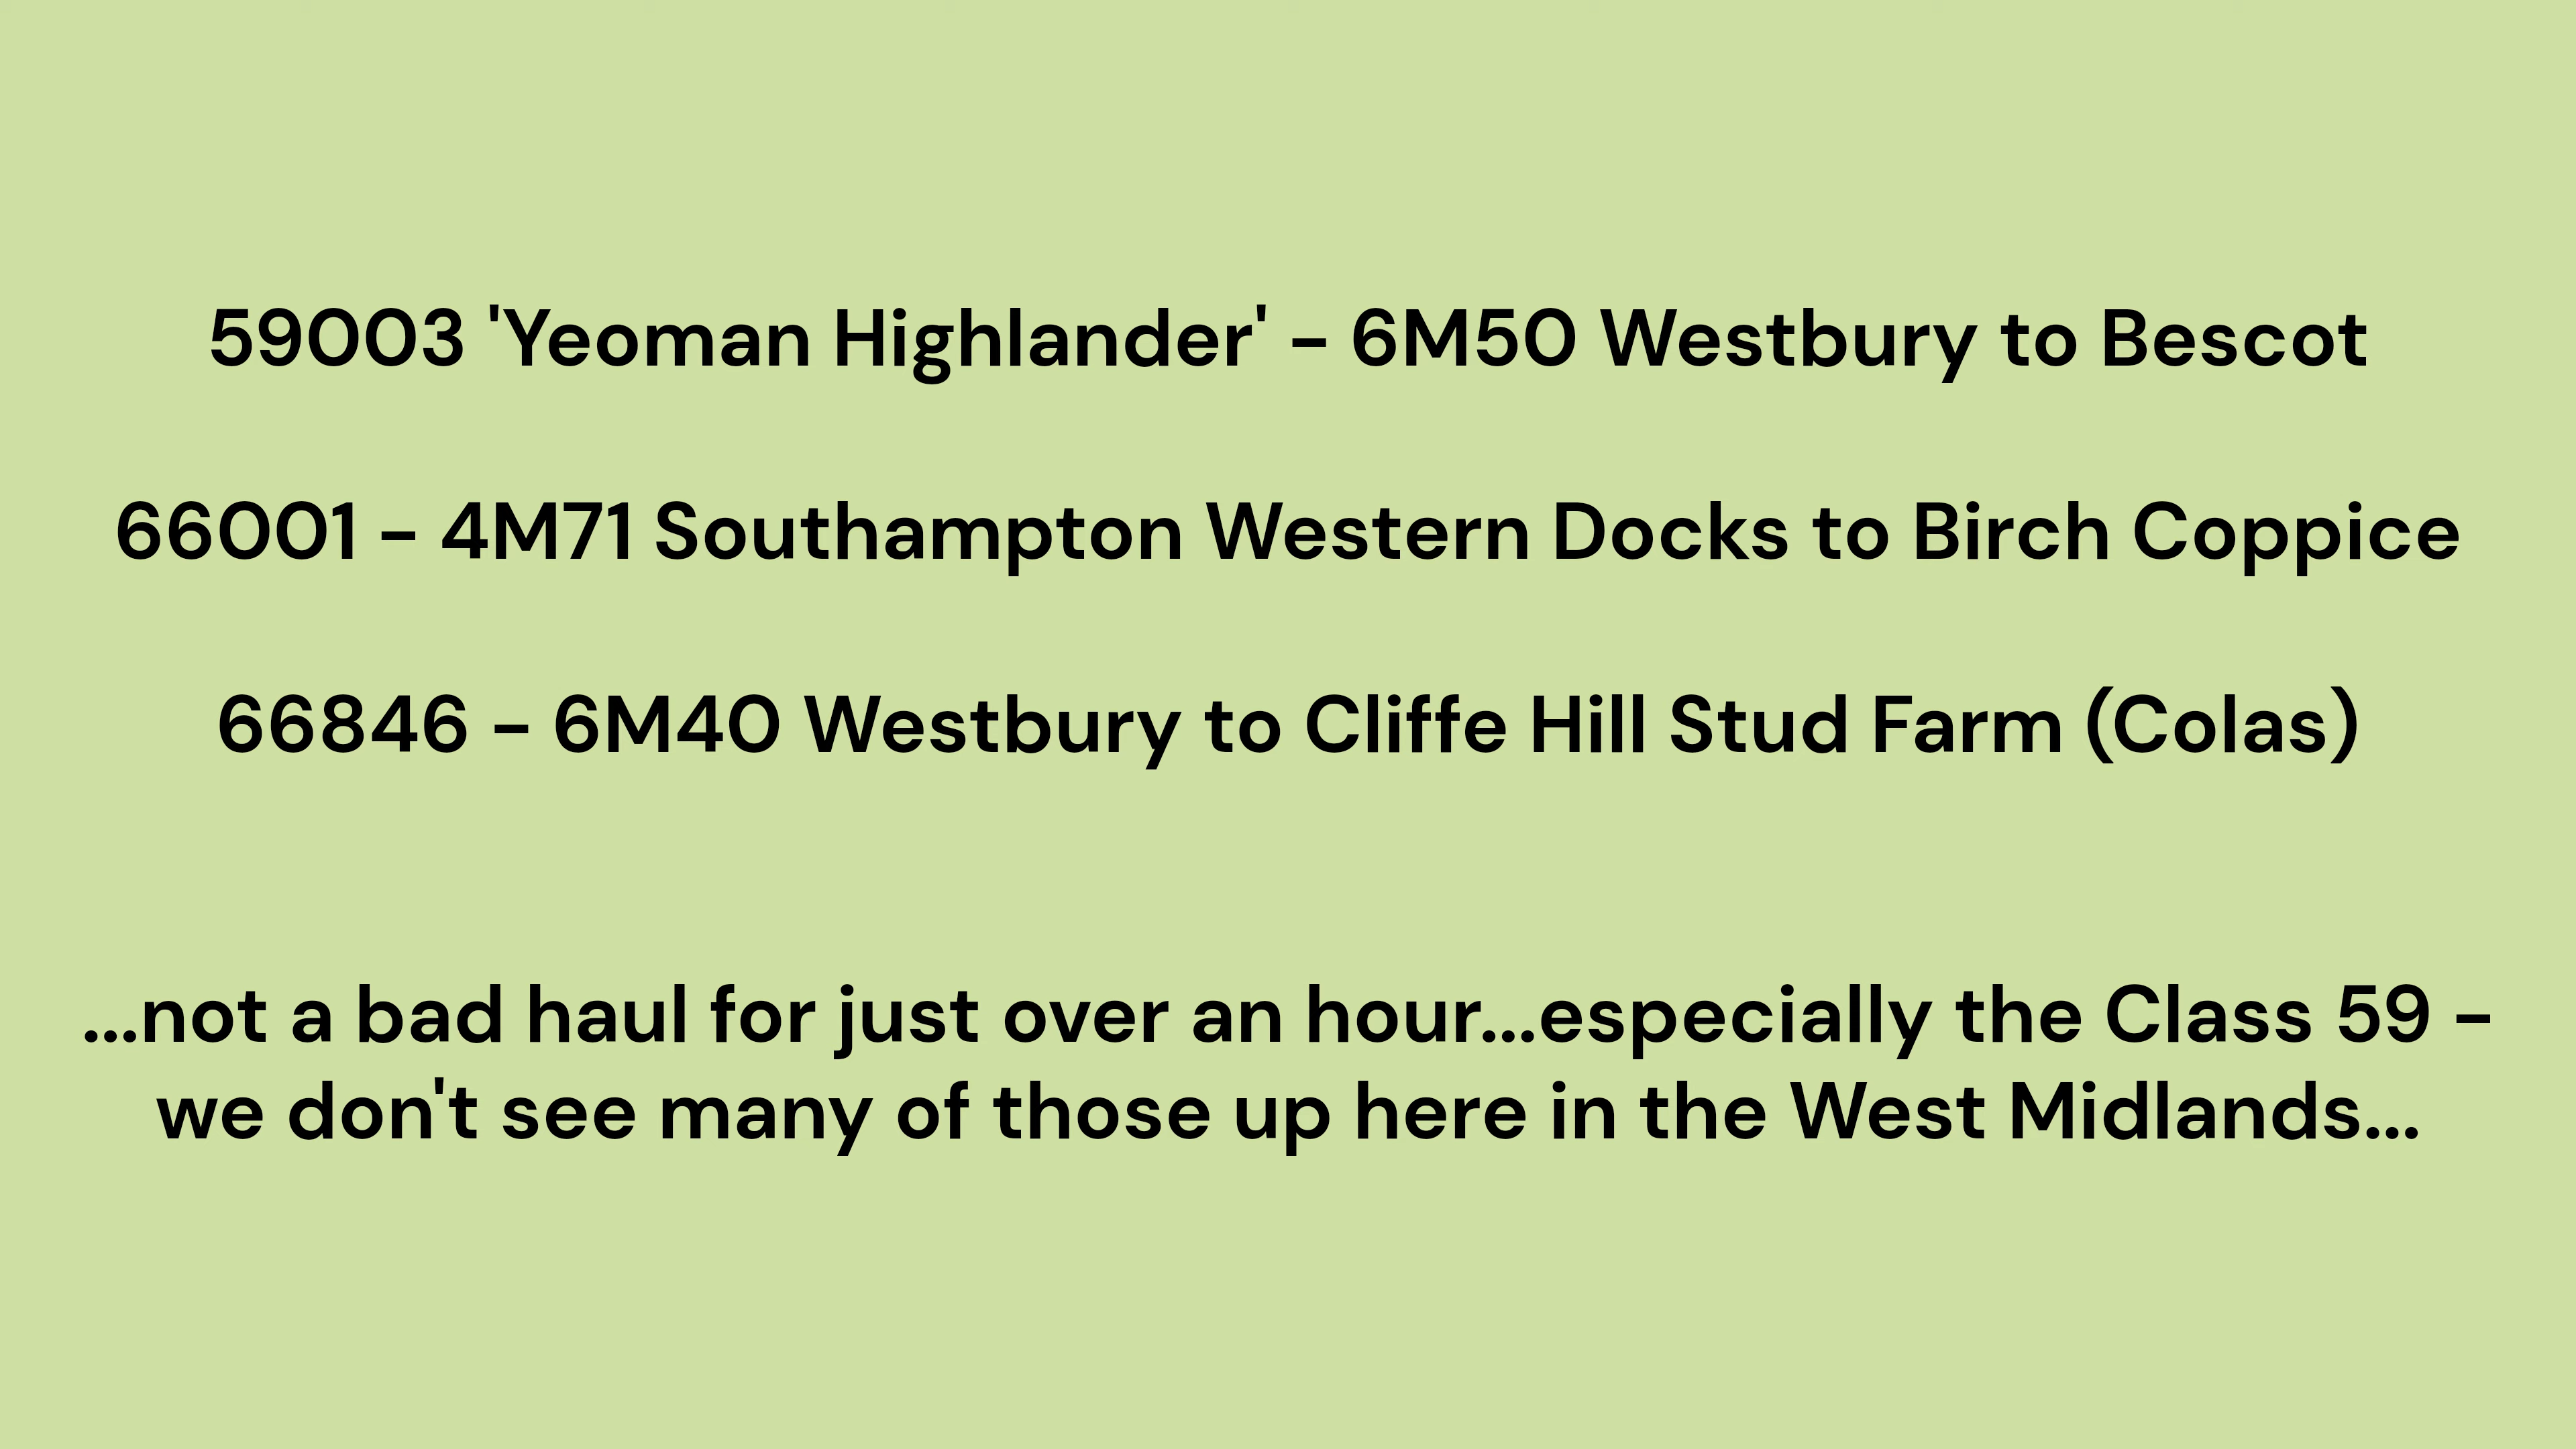 59003 'Yeoman Highlander' - 6M50 Westbury to Bescot
66001 - 4M71 Southampton Western Docks to Birch Coppice
66846 - 6M40 Westbury to Cliffe Hill Stud Farm (Colas)
...not a bad haul for just over an hour...especially the Class 59 -
we don't see many of those up here in the West Midlands...